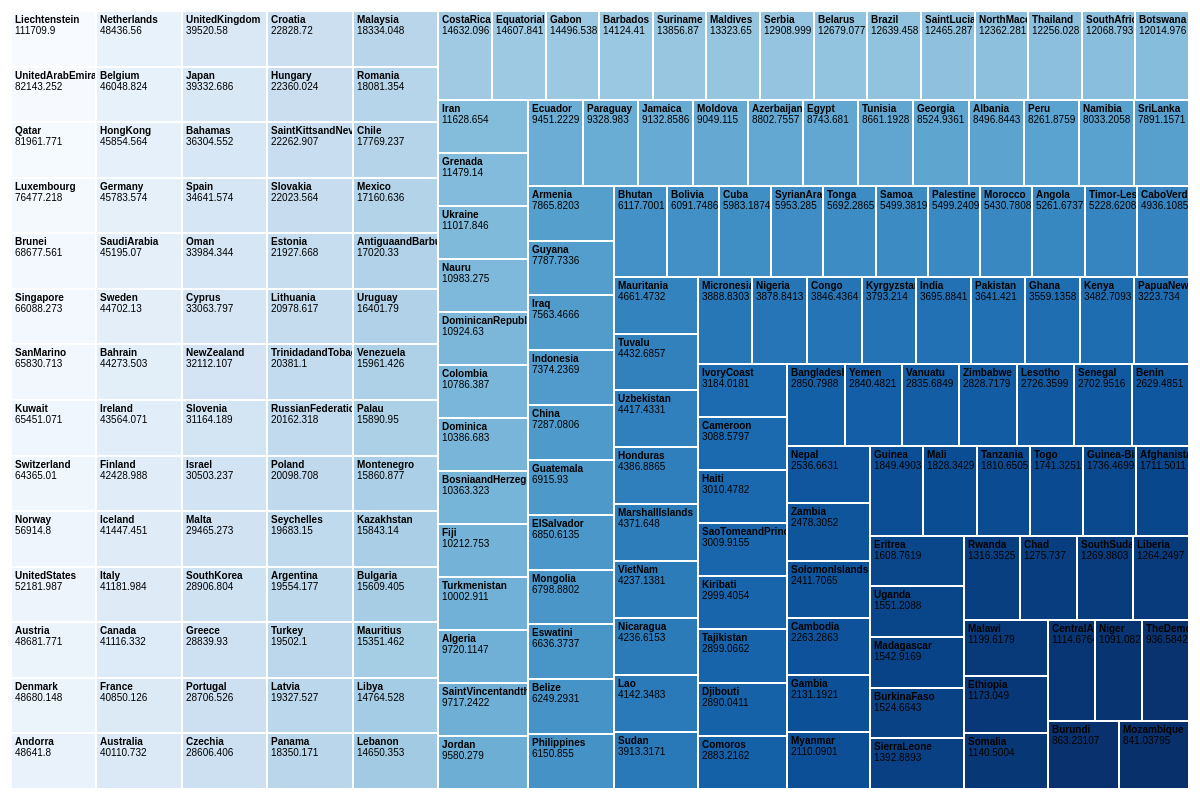 Liechtenstein
111709.9
UnitedArabEmira
82143.252
Qatar
81961.771
Luxembourg
76477.218
Brunei
68677.561
Singapore
66088.273
SanMarino
65830.713
Kuwait
65451.071
Switzerland
64365.01
Norway
56914.8
UnitedStates
52181.987
Austria
48681.771
Denmark
48680.148
Andorra
48641.8
Netherlands
48436.56
Belgium
46048.824
HongKong
45854.564
Germany
45783.574
SaudiArabia
45195.07
Sweden
44702.13
Bahrain
44273.503
Ireland
43564.071
Finland
42428.988
Iceland
41447.451
Italy
41181.984
Canada
41116.332
France
40850.126
Australia
40110.732
UnitedKingdom
39520.58
Japan
39332.686
Bahamas
36304.552
Spain
34641.574
Oman
33984.344
Cyprus
33063.797
NewZealand
32112.107
Slovenia
31164.189
Israel
30503.237
Malta
29465.273
SouthKorea
28906.804
Greece
28839.93
Portugal
28706.526
Czechia
28606.406
Croatia
22828.72
Hungary
22360.024
SaintKittsandNev
22262.907
Slovakia
22023.564
Estonia
21927.668
Lithuania
20978.617
TrinidadandToba
20381.1
RussianFederatio
20162.318
Poland
20098.708
Seychelles
19683.15
Argentina
19554.177
Turkey
19502.1
Latvia
19327.527
Panama
18350.171
Malaysia
18334.048
Romania
18081.354
Chile
17769.237
Mexico
17160.636
AntiguaandBarbu
17020.33
Uruguay
16401.79
Venezuela
15961.426
Palau
15890.95
Montenegro
15860.877
Kazakhstan
15843.14
Bulgaria
15609.405
Mauritius
15351.462
Libya
14764.528
Lebanon
14650.353
CostaRica
14632.096
Equatorial
14607.841
Gabon
14496.538
Barbados
14124.41
Suriname
13856.87
Maldives
13323.65
Serbia
12908.999
Belarus
12679.077
Brazil
12639.458
SaintLucia
12465.287
NorthMac
12362.281
Thailand
12256.028
SouthAfric
12068.793
Botswana
12014.976
Iran
11628.654
Grenada
11479.14
Ukraine
11017.846
Nauru
10983.275
DominicanRepubl
10924.63
Colombia
10786.387
Dominica
10386.683
BosniaandHerzeg
10363.323
Fiji
10212.753
Turkmenistan
10002.911
Algeria
9720.1147
SaintVincentandth
9717.2422
Jordan
9580.279
Ecuador
9451.2229
Paraguay
9328.983
Jamaica
9132.8586
Moldova
9049.115
Azerbaijan
8802.7557
Egypt
8743.681
Tunisia
8661.1928
Georgia
8524.9361
Albania
8496.8443
Peru
8261.8759
Namibia
8033.2058
SriLanka
7891.1571
Armenia
7865.8203
Guyana
7787.7336
Iraq
7563.4666
Indonesia
7374.2369
China
7287.0806
Guatemala
6915.93
ElSalvador
6850.6135
Mongolia
6798.8802
Eswatini
6636.3737
Belize
6249.2931
Philippines
6150.855
Bhutan
6117.7001
Bolivia
6091.7486
Cuba
5983.1874
SyrianAra
5953.285
Tonga
5692.2865
Samoa
5499.3819
Palestine
5499.2409
Morocco
5430.7808
Angola
5261.6737
Timor-Les
5228.6208
CaboVerd
4936.1085
Mauritania
4661.4732
Tuvalu
4432.6857
Uzbekistan
4417.4331
Honduras
4386.8865
MarshallIslands
4371.648
VietNam
4237.1381
Nicaragua
4236.6153
Lao
4142.3483
Sudan
3913.3171
Micronesia
3888.8303
Nigeria
3878.8413
Congo
3846.4364
Kyrgyzsta
3793.214
India
3695.8841
Pakistan
3641.421
Ghana
3559.1358
Kenya
3482.7093
PapuaNew
3223.734
IvoryCoast
3184.0181
Cameroon
3088.5797
Haiti
3010.4782
SaoTomeandPrinc
3009.9155
Kiribati
2999.4054
Tajikistan
2899.0662
Djibouti
2890.0411
Comoros
2883.2162
Bangladesh
2850.7988
Yemen
2840.4821
Vanuatu
2835.6849
Zimbabwe
2828.7179
Lesotho
2726.3599
Senegal
2702.9516
Benin
2629.4851
Nepal
2536.6631
Zambia
2478.3052
SolomonIslands
2411.7065
Cambodia
2263.2863
Gambia
2131.1921
Myanmar
2110.0901
Guinea
1849.4903
Mali
1828.3429
Tanzania
1810.6505
Togo
1741.3251
Guinea-Bi
1736.4699
Afghanista
1711.5011
Eritrea
1608.7619
Uganda
1551.2088
Madagascar
1542.9169
BurkinaFaso
1524.6643
SierraLeone
1392.8893
Rwanda
1316.3525
Chad
1275.737
SouthSuda
1269.8803
Liberia
1264.2497
Malawi
1199.6179
Ethiopia
1173.049
Somalia
1140.5004
CentralA
1114.676
Niger
1091.082
TheDemo
936.5842
Burundi
863.23107
Mozambique
841.03795